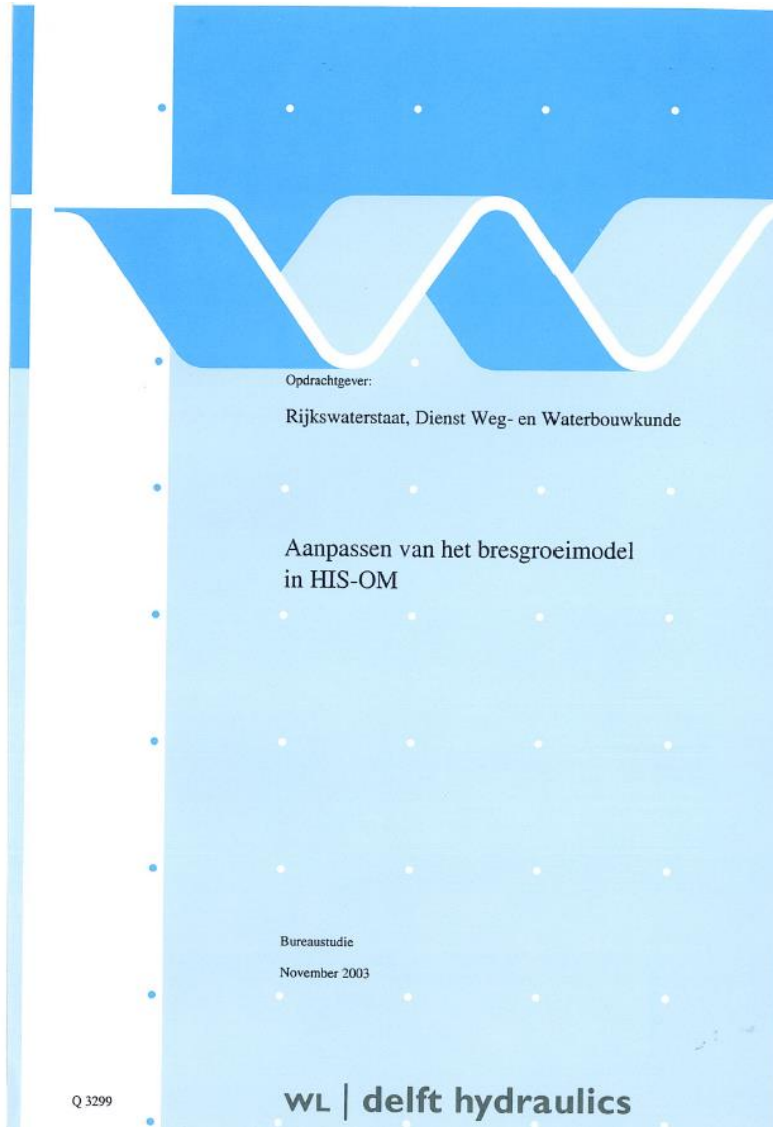 Opdrachtgever:
Rijkswaterstaat, Dienst Weg- en Waterbouwkunde
Aanpassen van het bresgroeimodel
in HIS-OM
Bureaustudie
November 2003
Q 3299
WL | delft hydraulics